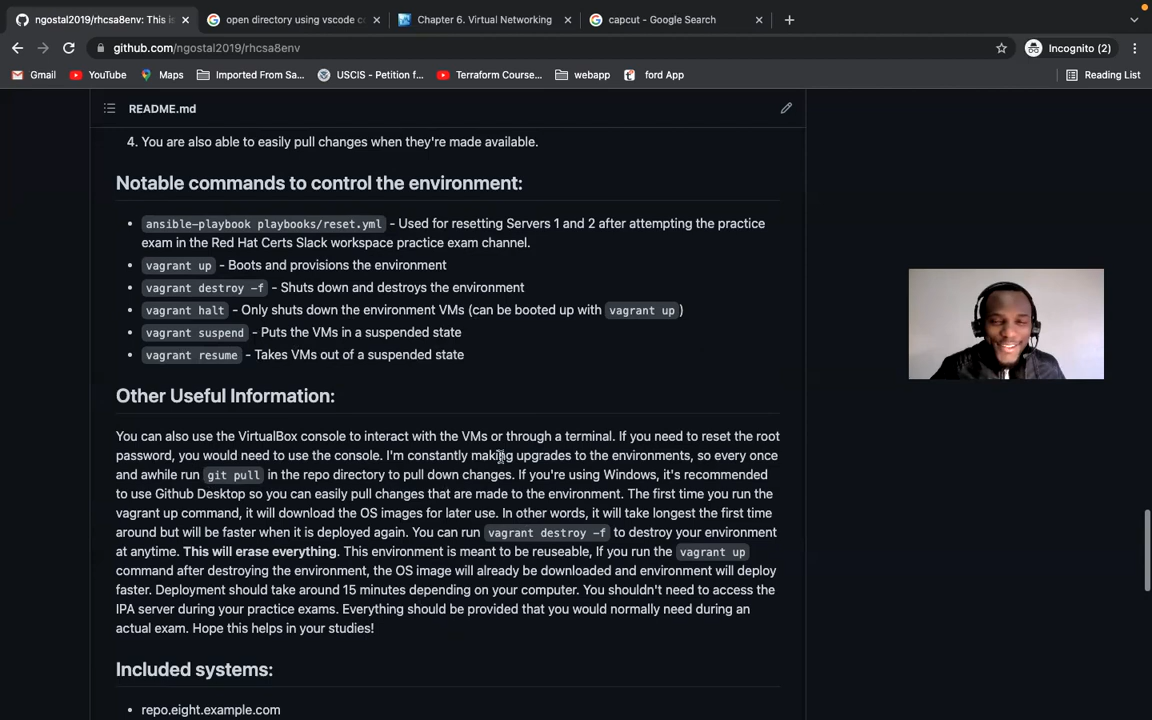 ngostal2019/rhcsa8env: This is
open directory using vscode co
Chapter 6. Virtual Networking
capcut - Google Search
github.com/ngostal2019/rhcsa8env
Incognito (2)
Gmail
YouTube
Maps
Imported From Sa...
USCIS - Petition f...
Terraform Course...
webapp
ford App
Reading List
README.md
4. You are also able to easily pull changes when they're made available.
Notable commands to control the environment:
• ansible-playbook playbooks/reset.yml - Used for resetting Servers 1 and 2 after attempting the practice
exam in the Red Hat Certs Slack workspace practice exam channel.
• vagrant up - Boots and provisions the environment
• vagrant destroy -f - Shuts down and destroys the environment
• vagrant halt - Only shuts down the environment VMs (can be booted up with vagrant up )
• vagrant suspend - Puts the VMs in a suspended state
• vagrant resume - Takes VMs out of a suspended state
Other Useful Information:
You can also use the VirtualBox console to interact with the VMs or through a terminal. If you need to reset the root
password, you would need to use the console. I'm constantly making upgrades to the environments, so every once
and awhile run git pull in the repo directory to pull down changes. If you're using Windows, it's recommended
to use Github Desktop so you can easily pull changes that are made to the environment. The first time you run the
vagrant up command, it will download the OS images for later use. In other words, it will take longest the first time
around but will be faster when it is deployed again. You can run vagrant destroy -f to destroy your environment
at anytime. This will erase everything. This environment is meant to be reuseable, If you run the vagrant up
command after destroying the environment, the OS image will already be downloaded and environment will deploy
faster. Deployment should take around 15 minutes depending on your computer. You shouldn't need to access the
IPA server during your practice exams. Everything should be provided that you would normally need during an
actual exam. Hope this helps in your studies!
Included systems:
• repo.eight.example.com